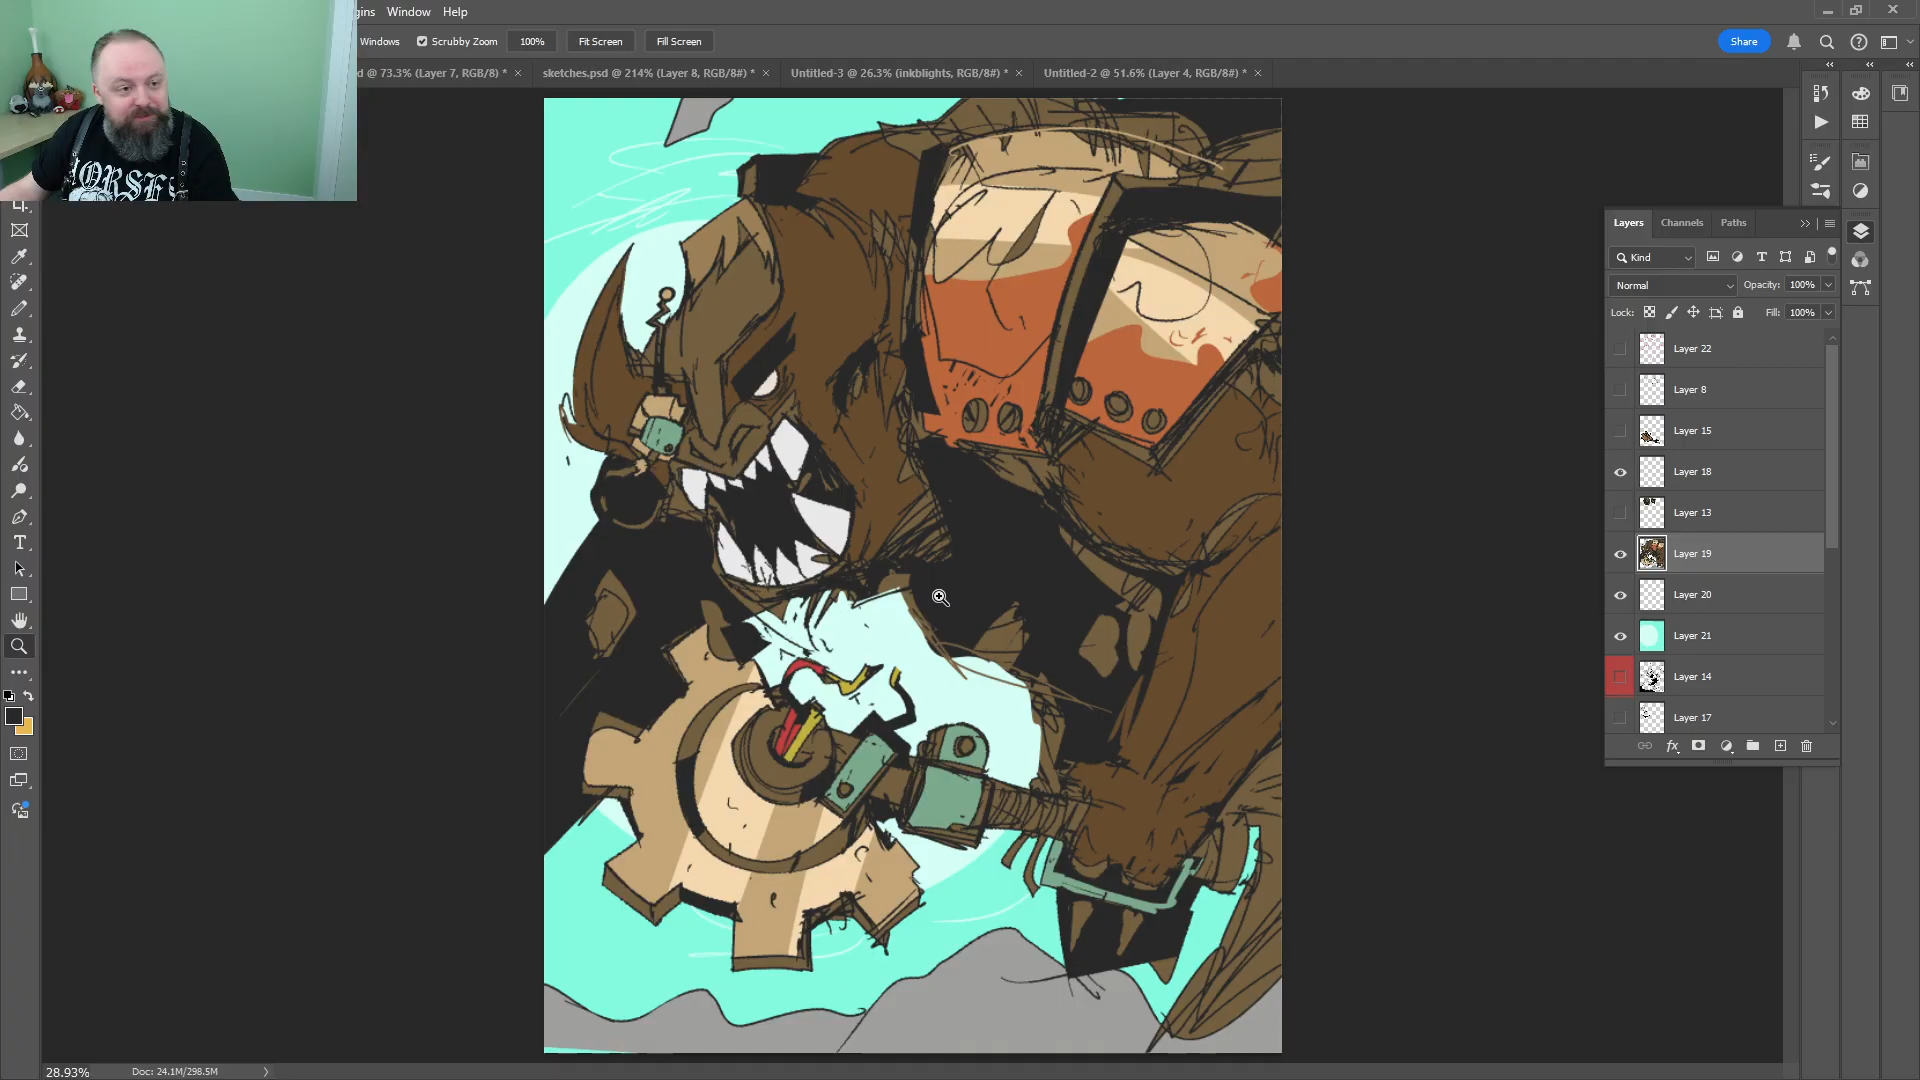 gins Window Help
Windows Scrubby Zoom 100% Fit Screen Fill Screen Share
d @ 73.3% (Layer 7, RGB/8) * × sketches.psd @ 214% (Layer 8, RGB/8#) × Untitled-3 @ 26.3% (inkblights, RGB/8#) * × Untitled-2 @ 51.6% (Layer 4, RGB/8#) * ×
Layers Channels Paths
Kind
Normal Opacity: 100%
Lock: Fill: 100%
Layer 22
Layer 8
Layer 15
Layer 18
Layer 13
Layer 19
Layer 20
Layer 21
Layer 14
Layer 17
28.93% Doc: 24.1M/298.5M